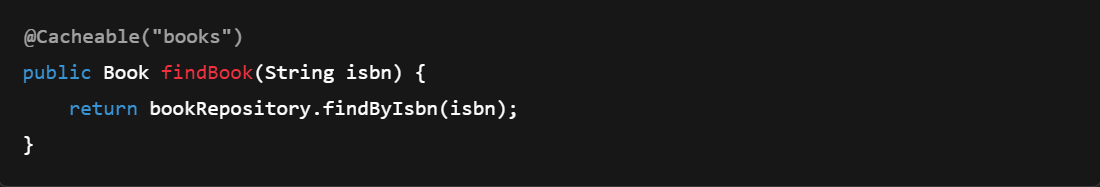 @Cacheable("books")
public Book findBook(String isbn) {
    return bookRepository.findByIsbn(isbn);
}